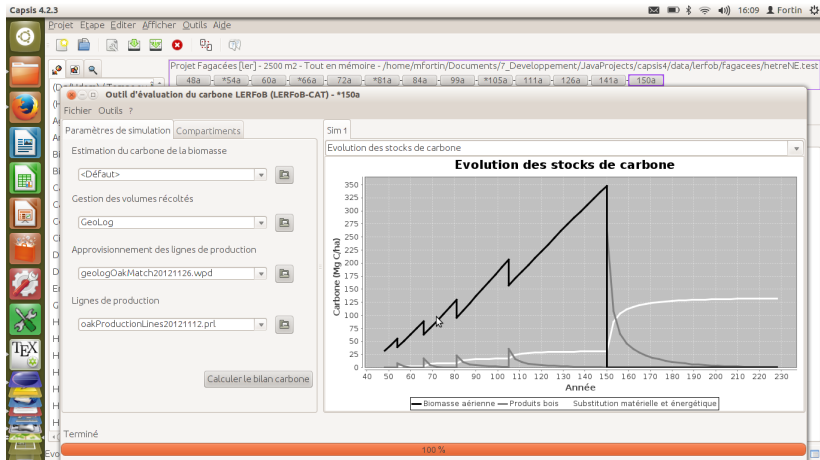 Capsis 4.2.3
16:09 Fortin
Projet Etape Editer Afficher Outils Aide
Projet Fagacées [ler] - 2500 m2 - Tout en mémoire - /home/mfortin/Documents/7_Developpement/JavaProjects/capsis4/data/lerfob/fagacees/hetreNE.test
48a *54a 60a *66a 72a *81a 84a 99a *105a 111a 126a 141a 150a
Outil d'évaluation du carbone LERFoB (LERFoB-CAT) - *150a
Fichier Outils ?
Paramètres de simulation Compartiments
Sim 1
Estimation du carbone de la biomasse
<Défaut>
Gestion des volumes récoltés
GeoLog
Approvisionnement des lignes de production
geologOakMatch20121126.wpd
Lignes de production
oakProductionLines20121112.prl
Calculer le bilan carbone
Evolution des stocks de carbone
Evolution des stocks de carbone
Carbone (Mg C/ha)
350
325
300
275
250
225
200
175
150
125
100
75
50
25
0
40 50 60 70 80 90 100 110 120 130 140 150 160 170 180 190 200 210 220 230
Année
Biomasse aérienne Produits bois Substitution matérielle et énergétique
Terminé
100 %
TEX
Evo